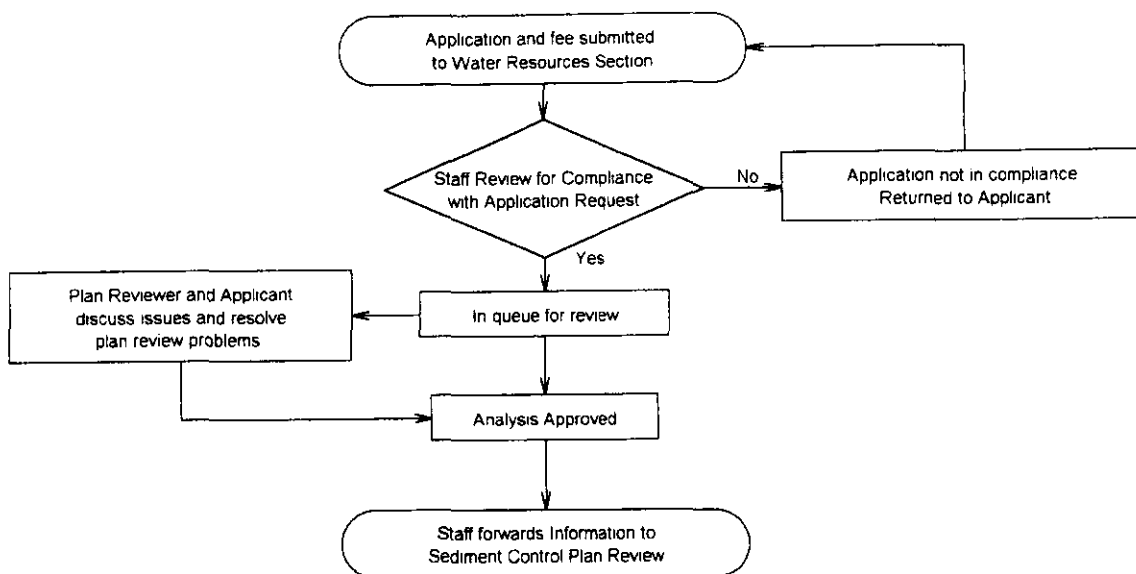 Application and fee submitted
to Water Resources Section
Staff Review for Compliance
with Application Request
No
Application not in compliance
Returned to Applicant
Yes
Plan Reviewer and Applicant
discuss issues and resolve
plan review problems
In queue for review
Analysis Approved
Staff forwards Information to
Sediment Control Plan Review